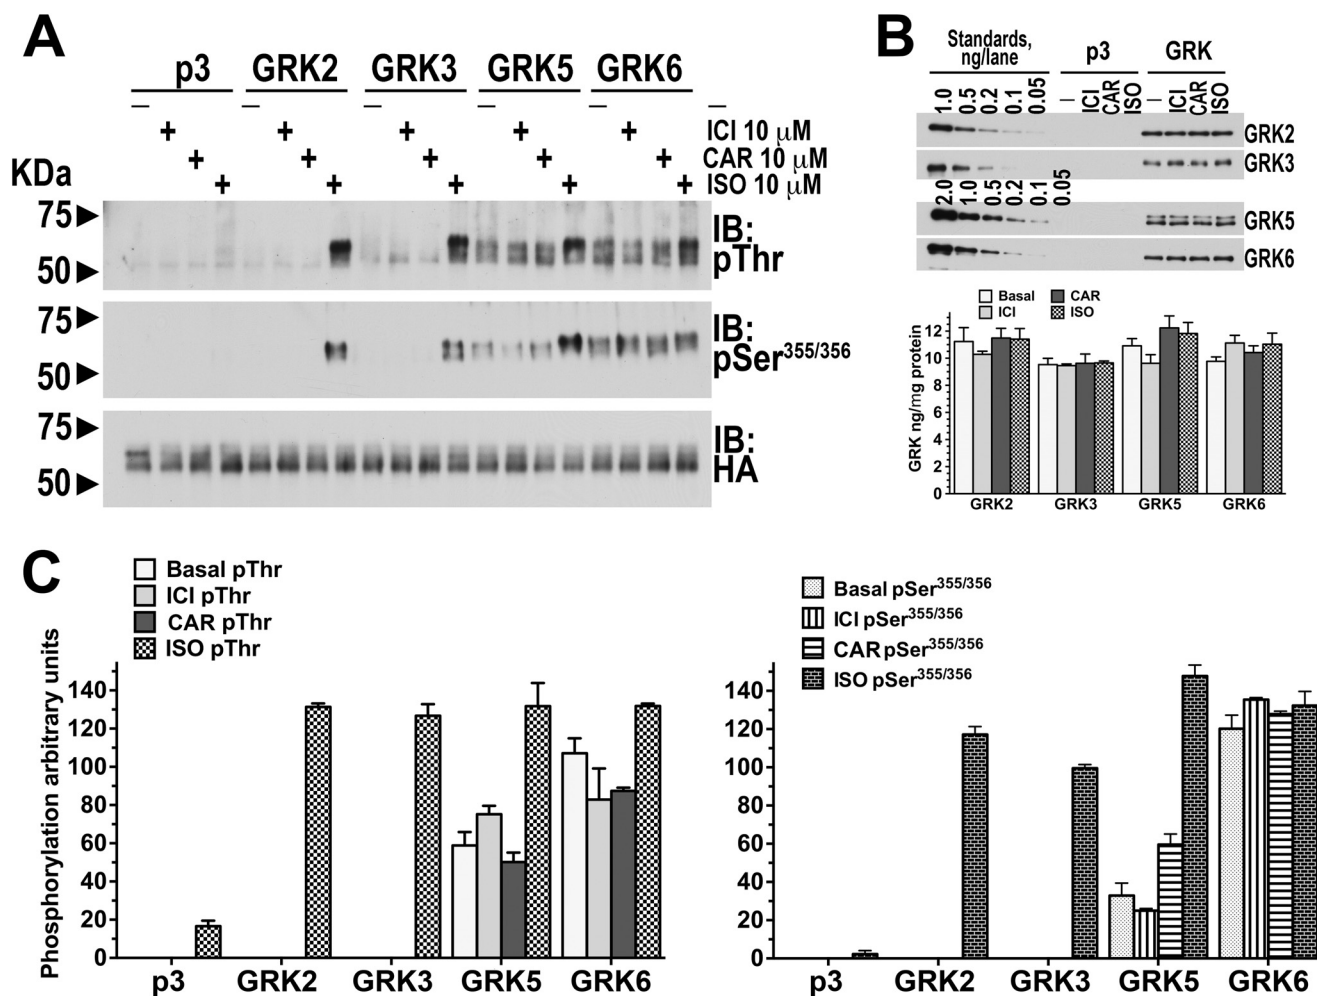 A
p3 GRK2 GRK3 GRK5 GRK6
– – – – – –
+ + + + + ICI 10 μM
+ + + + + CAR 10 μM
+ + + + + ISO 10 μM
KDa
75
50
IB:
pThr
75
50
IB:
pSer355/356
75
50
IB:
HA
B
Standards,
ng/lane
p3 GRK
1.0 0.5 0.2 0.1 0.05 – ICI CAR ISO – ICI CAR ISO
GRK2
GRK3
2.0 1.0 0.5 0.2 0.1 0.05
GRK5
GRK6
Basal CAR
ICI ISO
GRK ng/mg protein
12
10
8
6
4
2
0
GRK2 GRK3 GRK5 GRK6
C
Basal pThr
ICI pThr
CAR pThr
ISO pThr
Phosphorylation arbitrary units
140
120
100
80
60
40
20
0
p3 GRK2 GRK3 GRK5 GRK6
Basal pSer355/356
ICI pSer355/356
CAR pSer355/356
ISO pSer355/356
140
120
100
80
60
40
20
0
p3 GRK2 GRK3 GRK5 GRK6